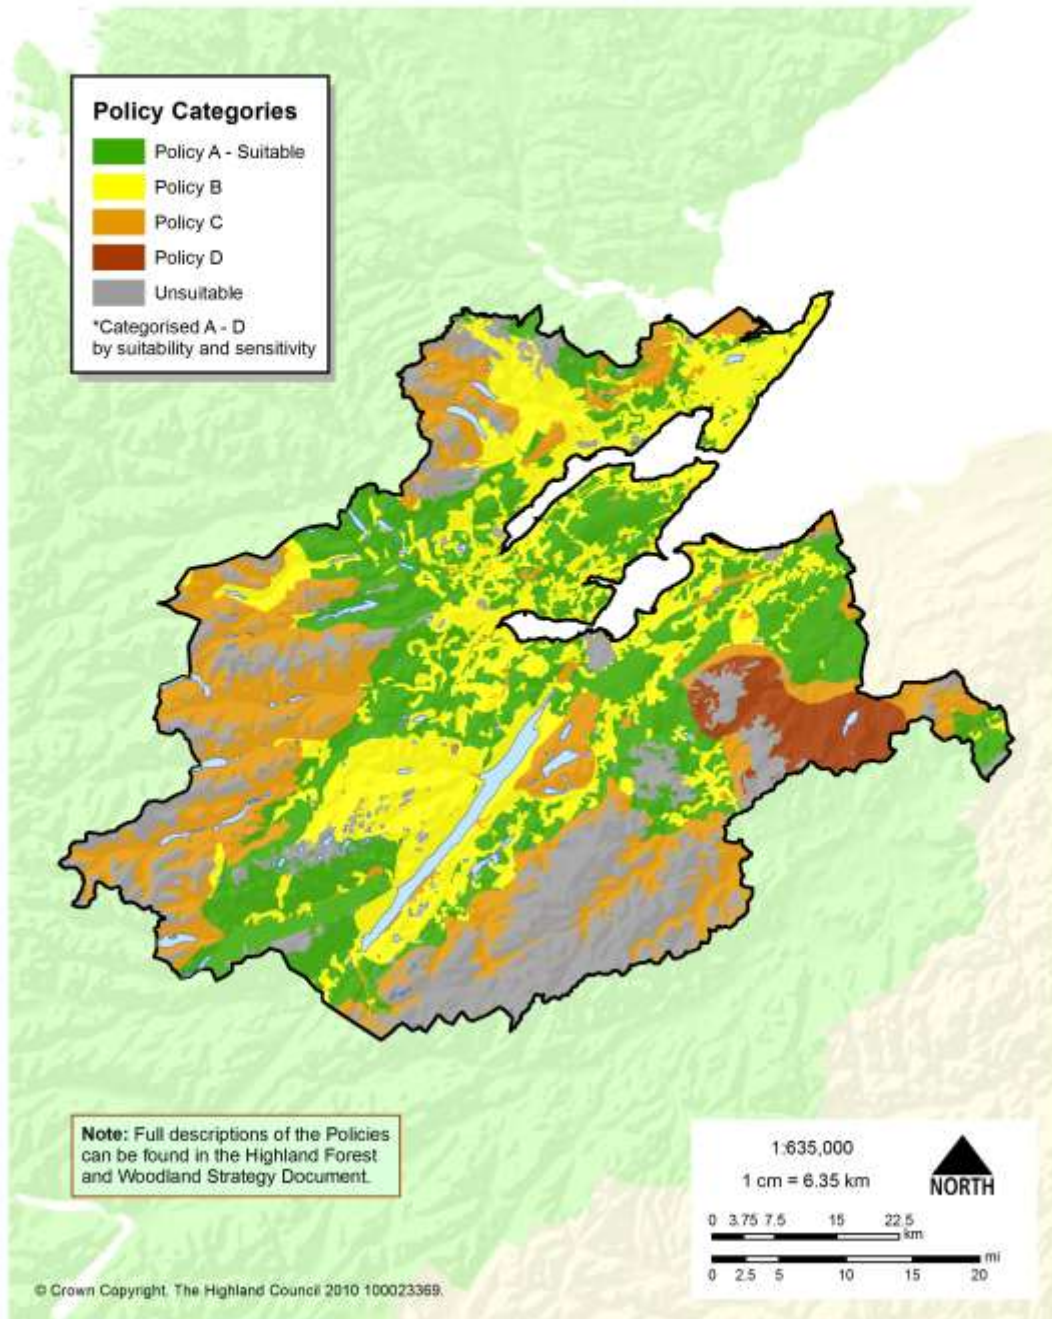 Policy Categories
Policy A - Suitable
Policy B
Policy C
Policy D
Unsuitable
*Categorised A - D
by suitability and sensitivity
Note: Full descriptions of the Policies
can be found in the Highland Forest
and Woodland Strategy Document.
1:635,000
1 cm = 6.35 km
NORTH
0 3.75 7.5 15 22.5
km
mi
0 2.5 5 10 15 20
© Crown Copyright. The Highland Council 2010 100023369.